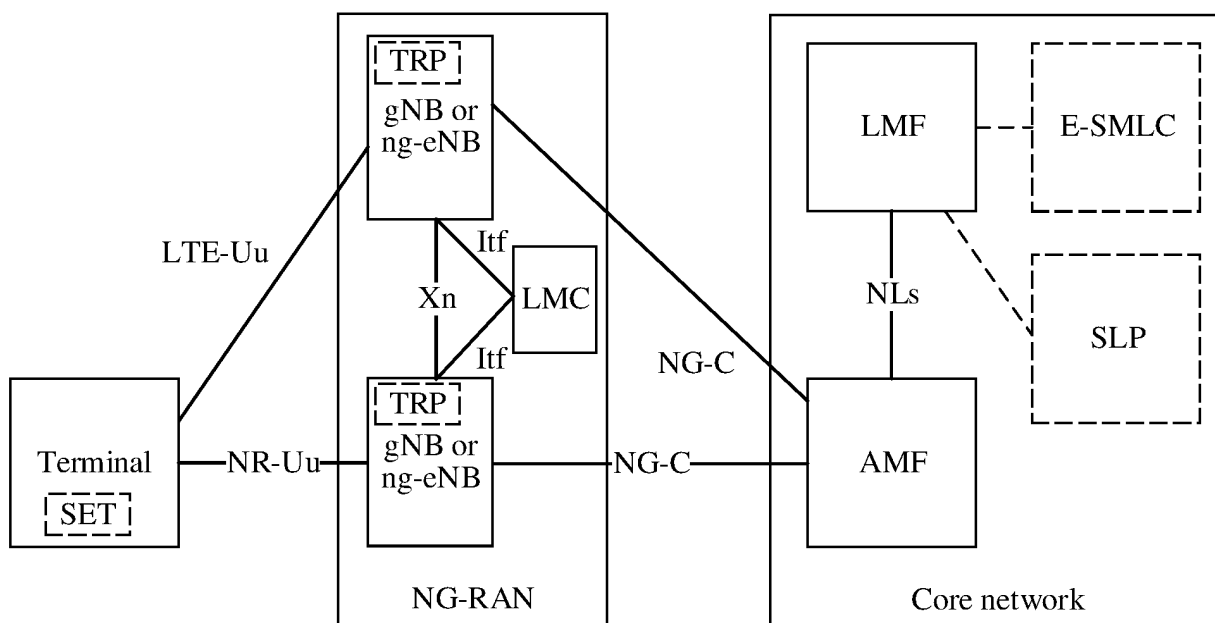 TRP
gNB or
ng-eNB
LMF
E-SMLC
LTE-Uu
Itf
Xn
LMC
NLs
SLP
Itf
NG-C
TRP
gNB or
ng-eNB
Terminal
SET
NR-Uu
NG-C
AMF
NG-RAN
Core network